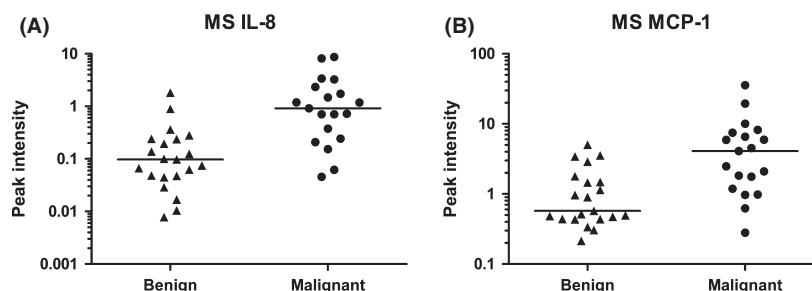 (A)
MS IL-8
Peak intensity
10
1
0.1
0.01
0.001
Benign
Malignant
(B)
MS MCP-1
Peak intensity
100
10
1
0.1
Benign
Malignant